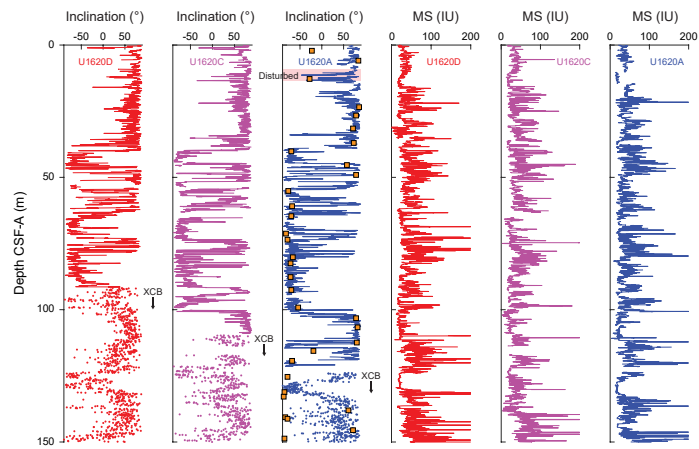 Inclination (°) Inclination (°) Inclination (°) MS (IU) MS (IU) MS (IU)
-50 0 50 -50 0 50 -50 0 50 0 100 200 0 100 200 0 100 200
0
U1620D U1620C U1620A U1620D U1620C U1620A
Disturbed
50
Depth CSF-A (m)
XCB
100
XCB
XCB
150